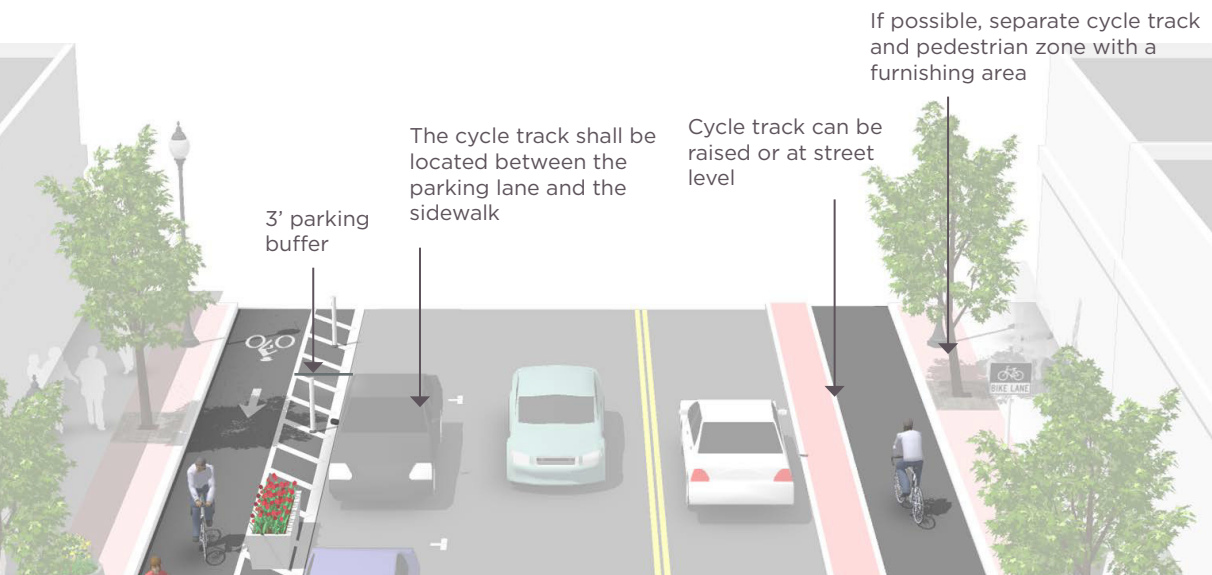 If possible, separate cycle track
and pedestrian zone with a
furnishing area
The cycle track shall be
located between the
parking lane and the
sidewalk
Cycle track can be
raised or at street
level
3’ parking
buffer
BIKE LANE